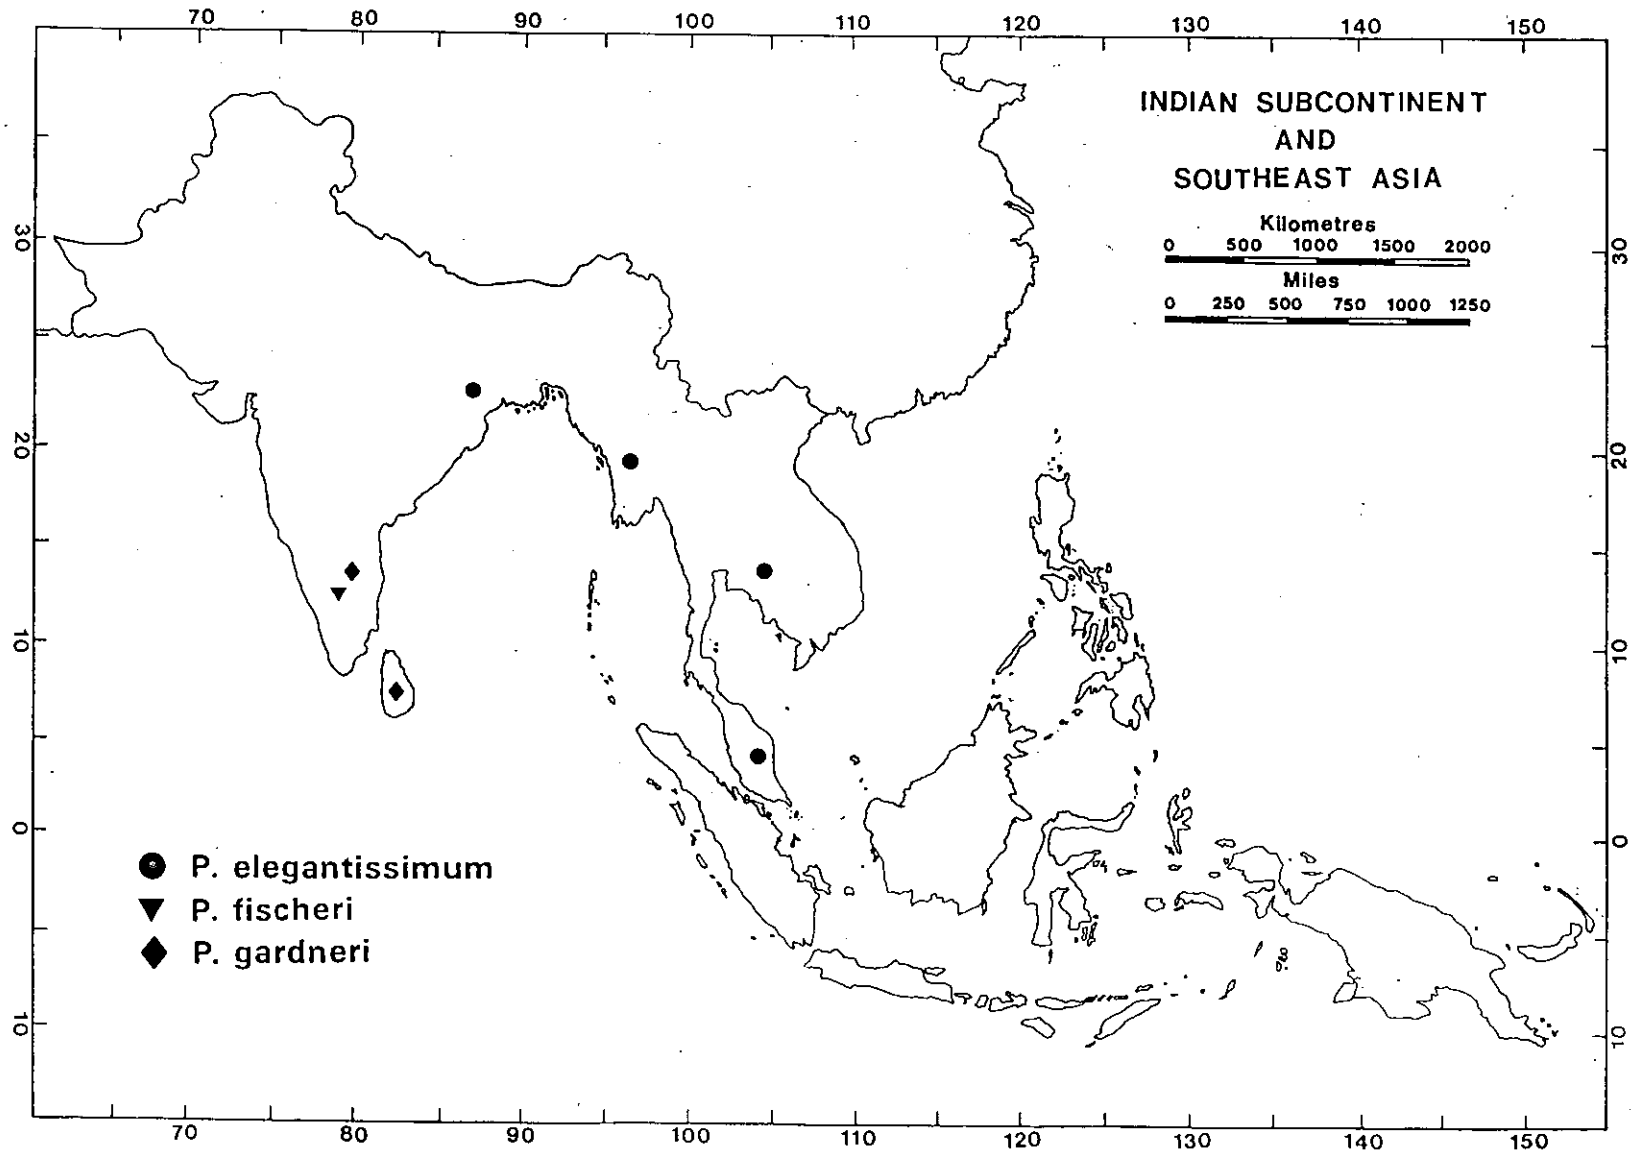 70 80 90 100 110 120 130 140 150
INDIAN SUBCONTINENT
AND
SOUTHEAST ASIA
Kilometres
0 500 1000 1500 2000
Miles
0 250 500 750 1000 1250
30 30
20 20
10 10
0 0
10 10
P. elegantissimum
P. fischeri
P. gardneri
70 80 90 100 110 120 130 140 150